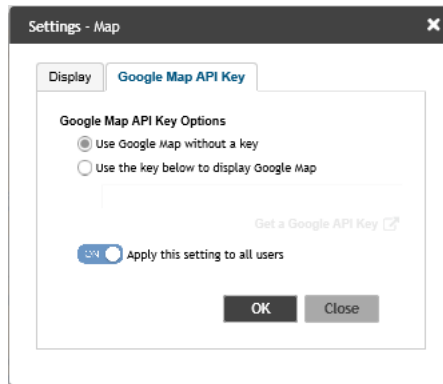 Settings - Map
Display
Google Map API Key
Google Map API Key Options
Use Google Map without a key
Use the key below to display Google Map
Get a Google API Key
ON
Apply this setting to all users
OK
Close